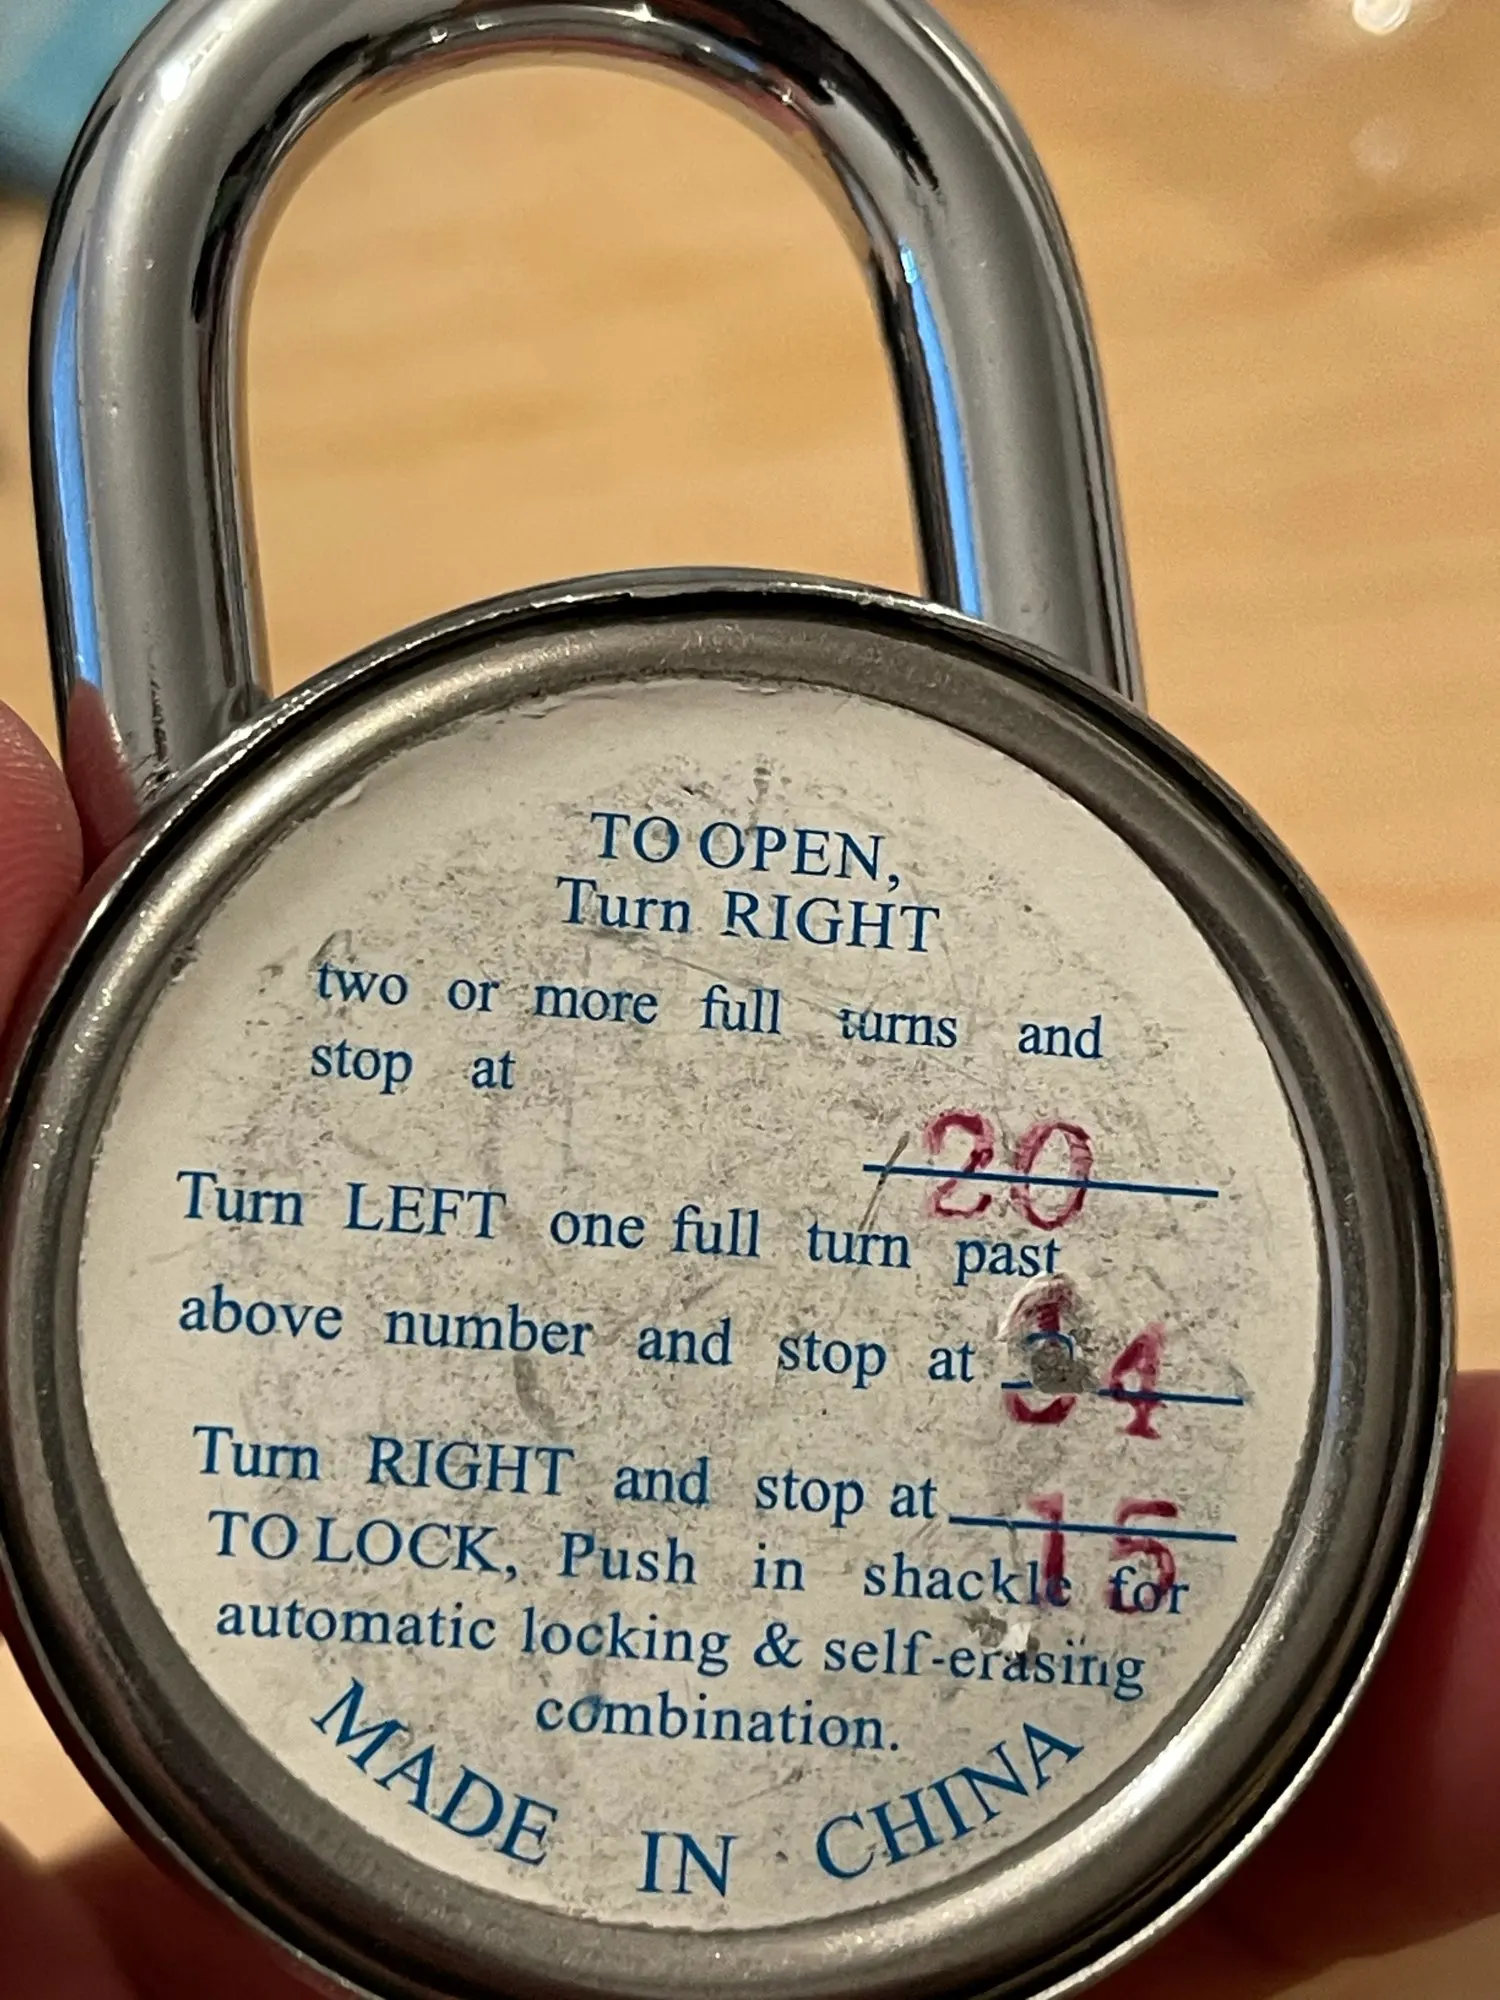 TO OPEN,
Turn RIGHT
two or more full turns and
stop at
20
Turn LEFT one full turn past
above number and stop at
Turn RIGHT and stop at 15
TO LOCK, Push in shackle for
automatic locking & self-erasing
combination.
MADE IN CHINA